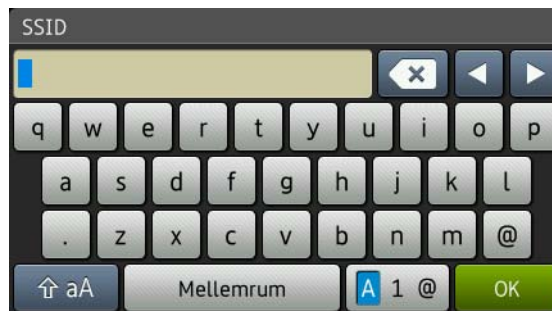 SSID
q w e r t y u i o p
a s d f g h j k l
. z x c v b n m @
aA Mellemrum A 1 @ OK